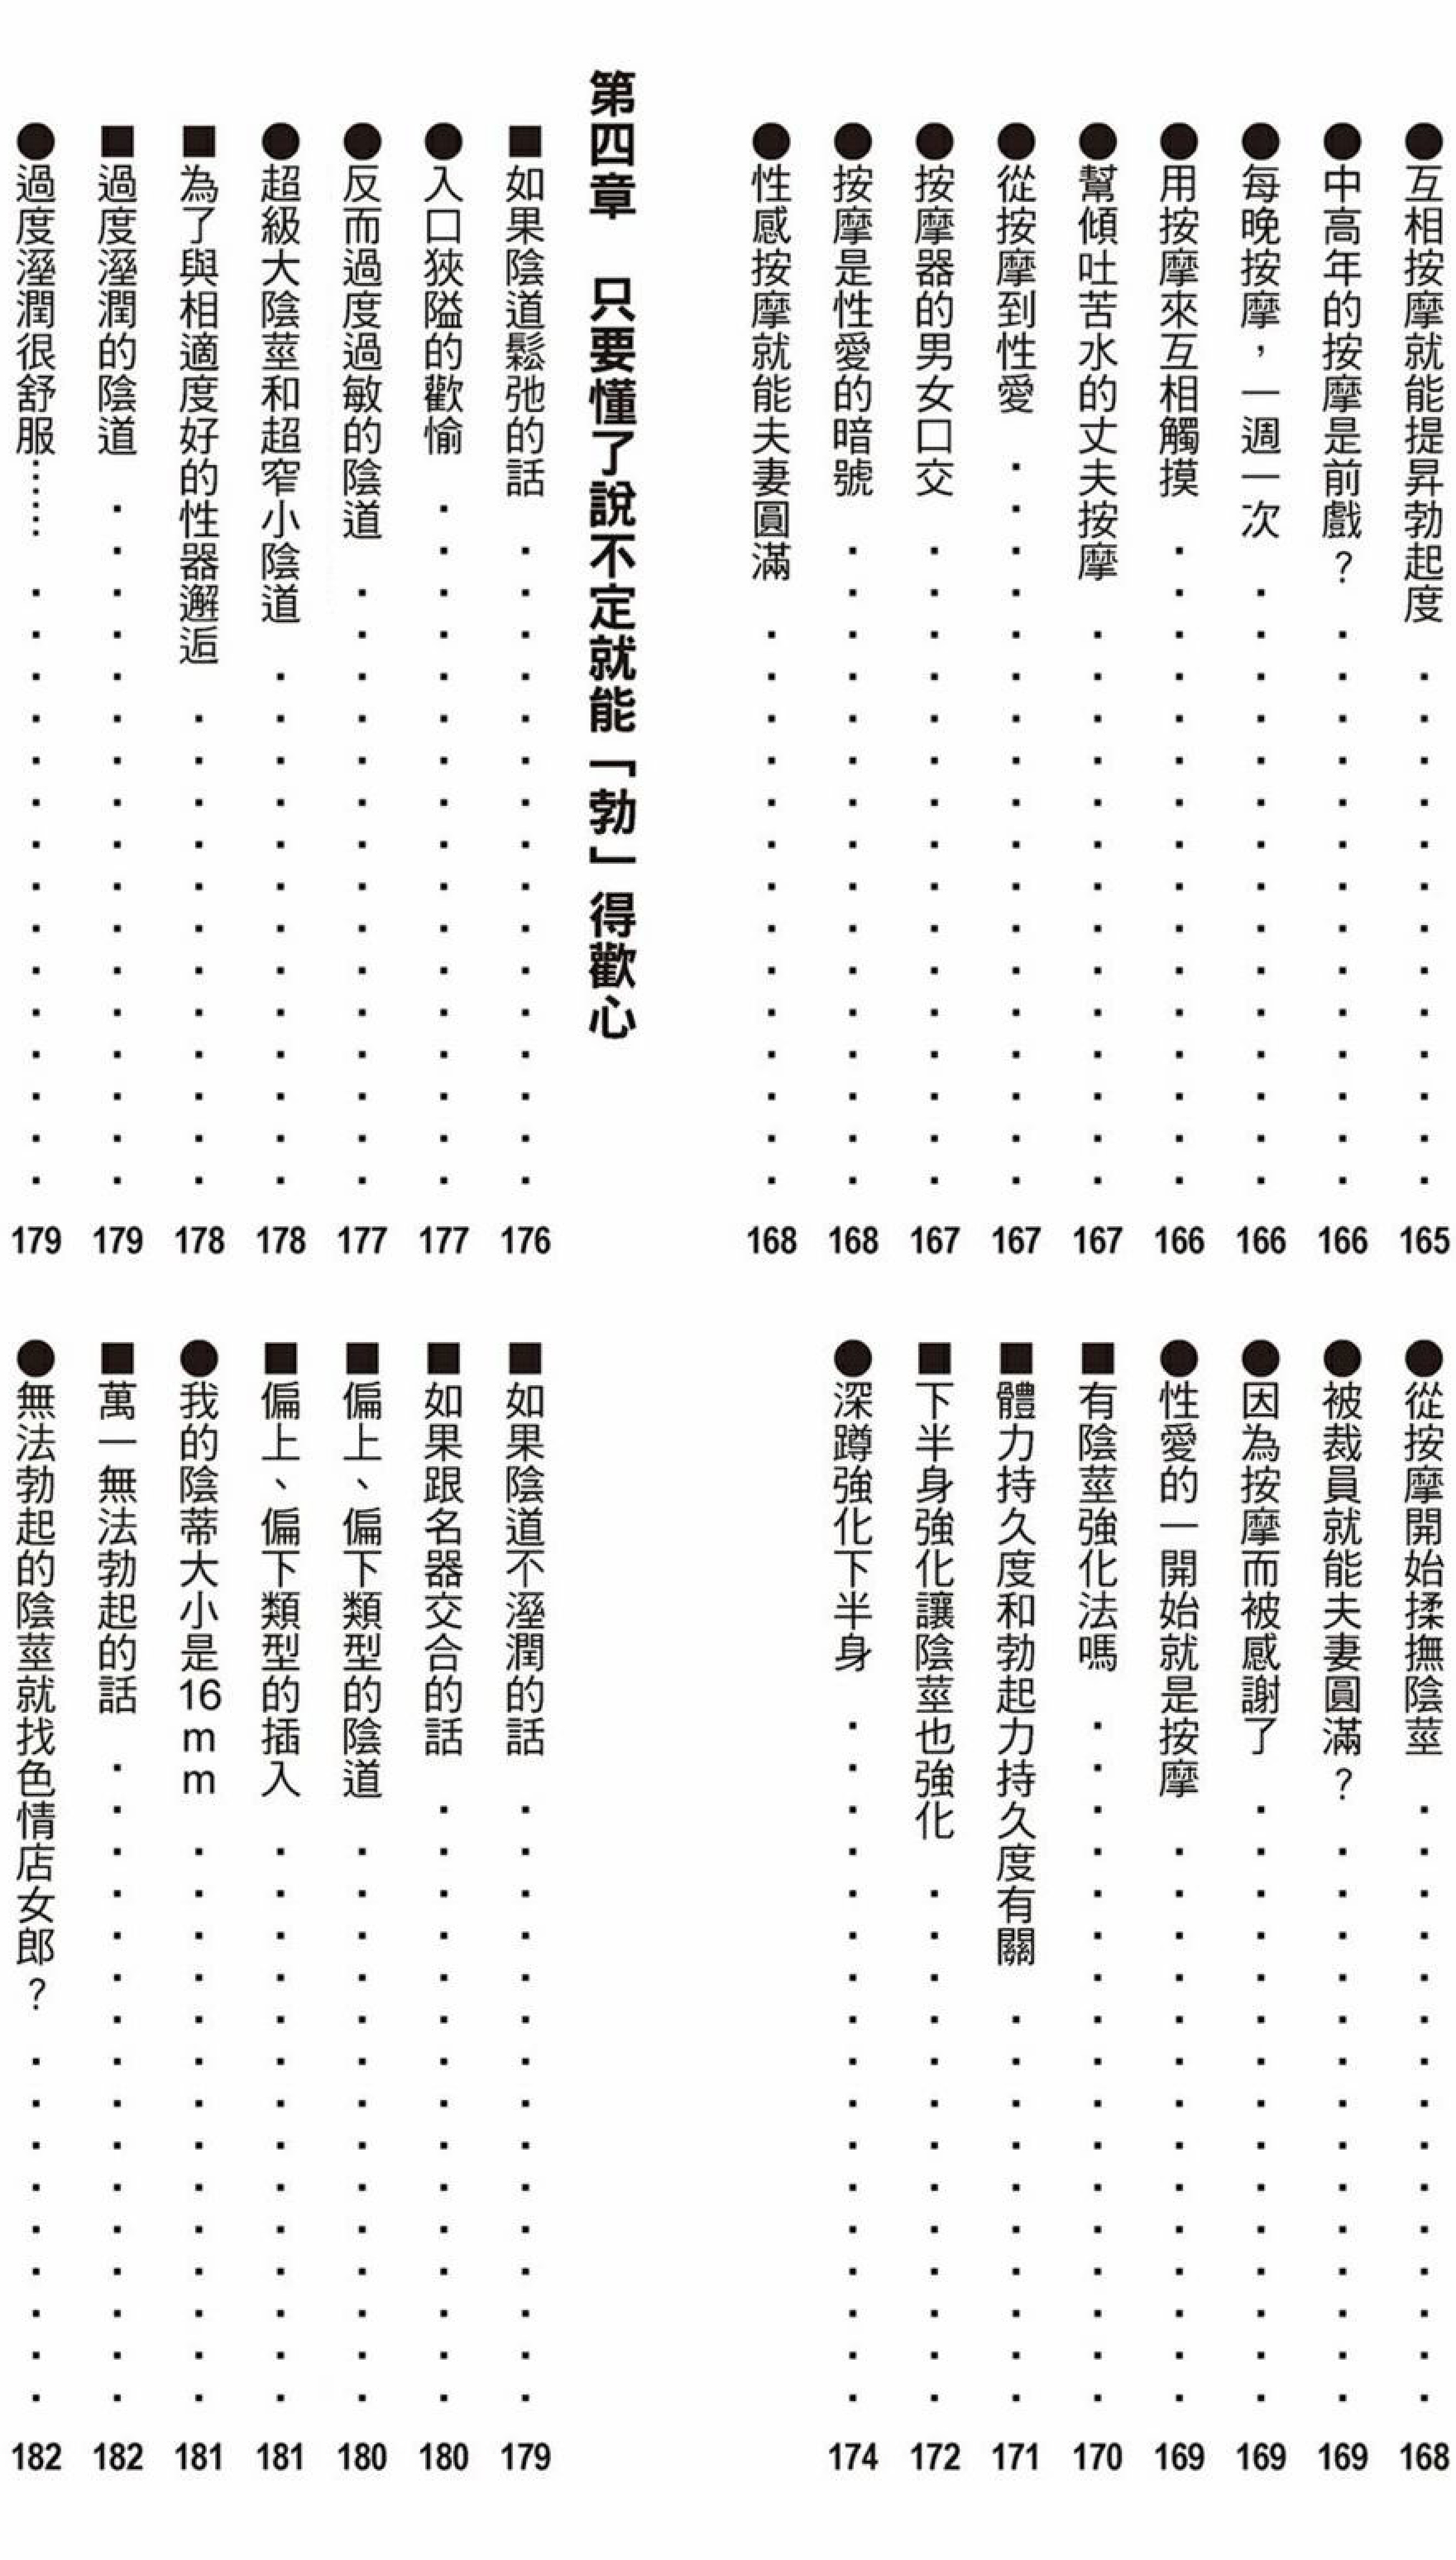 ●互相按摩就能提昇勃起度 ‧‧‧‧‧‧‧‧‧‧‧‧‧ 165
●中高年的按摩是前戲？ ‧‧‧‧‧‧‧‧‧‧‧‧‧‧ 166
●每晚按摩，一週一次 ‧‧‧‧‧‧‧‧‧‧‧‧‧‧‧ 166
●用按摩來互相觸摸 ‧‧‧‧‧‧‧‧‧‧‧‧‧‧‧‧ 166
●幫傾吐苦水的丈夫按摩 ‧‧‧‧‧‧‧‧‧‧‧‧‧‧ 167
●從按摩到性愛 ‧‧‧‧‧‧‧‧‧‧‧‧‧‧‧‧‧‧ 167
●按摩器的男女口交 ‧‧‧‧‧‧‧‧‧‧‧‧‧‧‧‧ 167
●按摩是性愛的暗號 ‧‧‧‧‧‧‧‧‧‧‧‧‧‧‧‧ 168
●性感按摩就能夫妻圓滿 ‧‧‧‧‧‧‧‧‧‧‧‧‧‧ 168
●從按摩開始揉撫陰莖 ‧‧‧‧‧‧‧‧‧‧‧‧‧‧‧ 168
●被裁員就能夫妻圓滿？ ‧‧‧‧‧‧‧‧‧‧‧‧‧‧ 169
●因為按摩而被感謝了 ‧‧‧‧‧‧‧‧‧‧‧‧‧‧‧ 169
●性愛的一開始就是按摩 ‧‧‧‧‧‧‧‧‧‧‧‧‧‧ 169
■有陰莖強化法嗎 ‧‧‧‧‧‧‧‧‧‧‧‧‧‧‧‧‧ 170
■體力持久度和勃起力持久度有關 ‧‧‧‧‧‧‧‧‧‧ 171
■下半身強化讓陰莖也強化 ‧‧‧‧‧‧‧‧‧‧‧‧‧ 172
●深蹲強化下半身 ‧‧‧‧‧‧‧‧‧‧‧‧‧‧‧‧‧ 174
第四章　只要懂了說不定就能「勃」得歡心
■如果陰道鬆弛的話 ‧‧‧‧‧‧‧‧‧‧‧‧‧‧‧‧ 176
●入口狹隘的歡愉 ‧‧‧‧‧‧‧‧‧‧‧‧‧‧‧‧‧ 177
●反而過度過敏的陰道 ‧‧‧‧‧‧‧‧‧‧‧‧‧‧‧ 177
●超級大陰莖和超窄小陰道 ‧‧‧‧‧‧‧‧‧‧‧‧‧ 178
■為了與相適度好的性器邂逅 ‧‧‧‧‧‧‧‧‧‧‧‧ 178
■過度溼潤的陰道 ‧‧‧‧‧‧‧‧‧‧‧‧‧‧‧‧‧ 179
●過度溼潤很舒服…… ‧‧‧‧‧‧‧‧‧‧‧‧‧‧‧ 179
■如果陰道不溼潤的話 ‧‧‧‧‧‧‧‧‧‧‧‧‧‧‧ 179
■如果跟名器交合的話 ‧‧‧‧‧‧‧‧‧‧‧‧‧‧‧ 180
■偏上、偏下類型的陰道 ‧‧‧‧‧‧‧‧‧‧‧‧‧‧ 180
■偏上、偏下類型的插入 ‧‧‧‧‧‧‧‧‧‧‧‧‧‧ 181
●我的陰蒂大小是16mm ‧‧‧‧‧‧‧‧‧‧‧‧‧‧ 181
■萬一無法勃起的話 ‧‧‧‧‧‧‧‧‧‧‧‧‧‧‧‧ 182
●無法勃起的陰莖就找色情店女郎？ ‧‧‧‧‧‧‧‧‧ 182